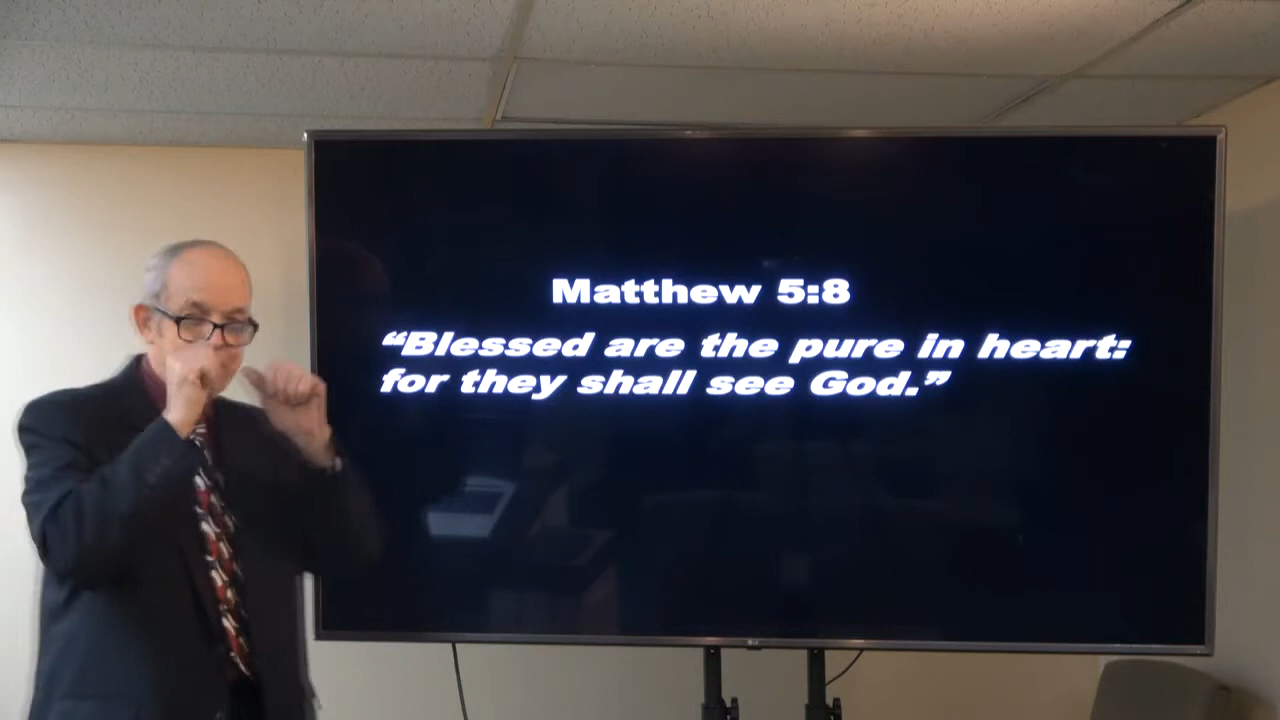 Matthew 5:8
“Blessed are the pure in heart:
for they shall see God.”